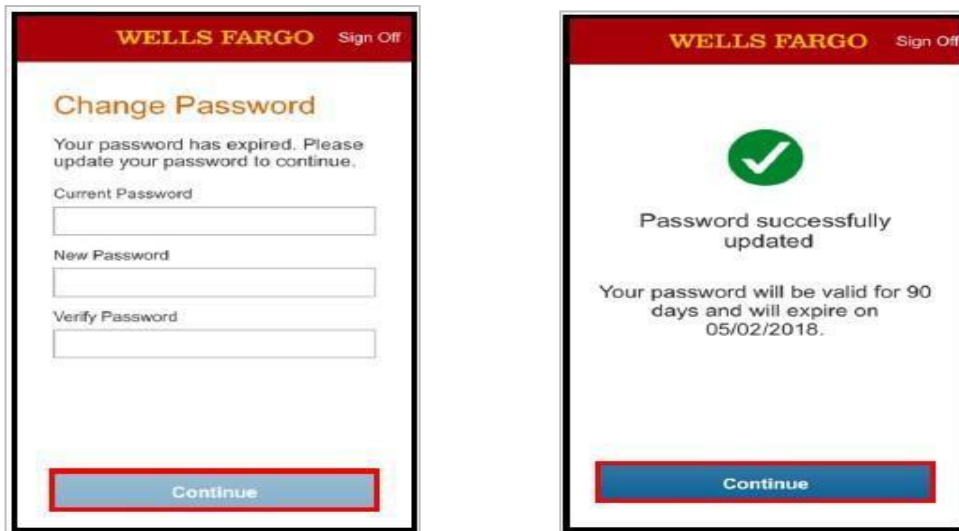 WELLS FARGO Sign Off
Change Password
Your password has expired. Please
update your password to continue.
Current Password
New Password
Verify Password
Continue
WELLS FARGO Sign Off
Password successfully
updated
Your password will be valid for 90
days and will expire on
05/02/2018.
Continue